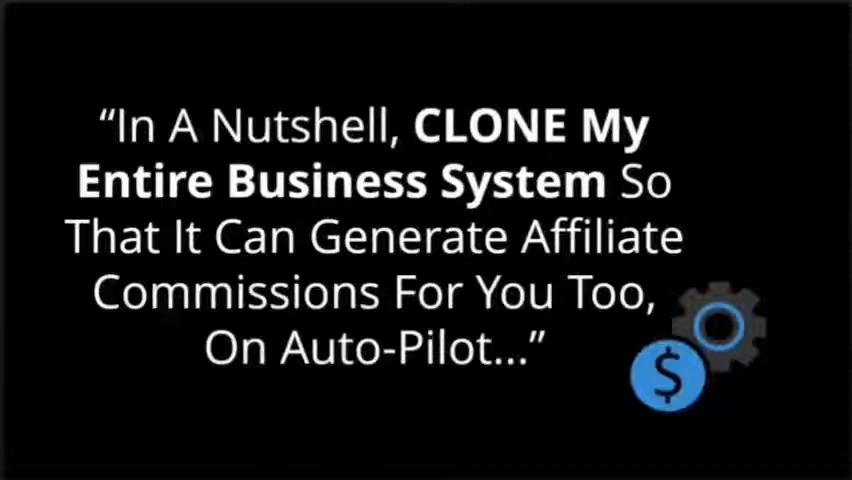 “In A Nutshell, CLONE My
Entire Business System So
That It Can Generate Affiliate
Commissions For You Too,
On Auto-Pilot...”
$